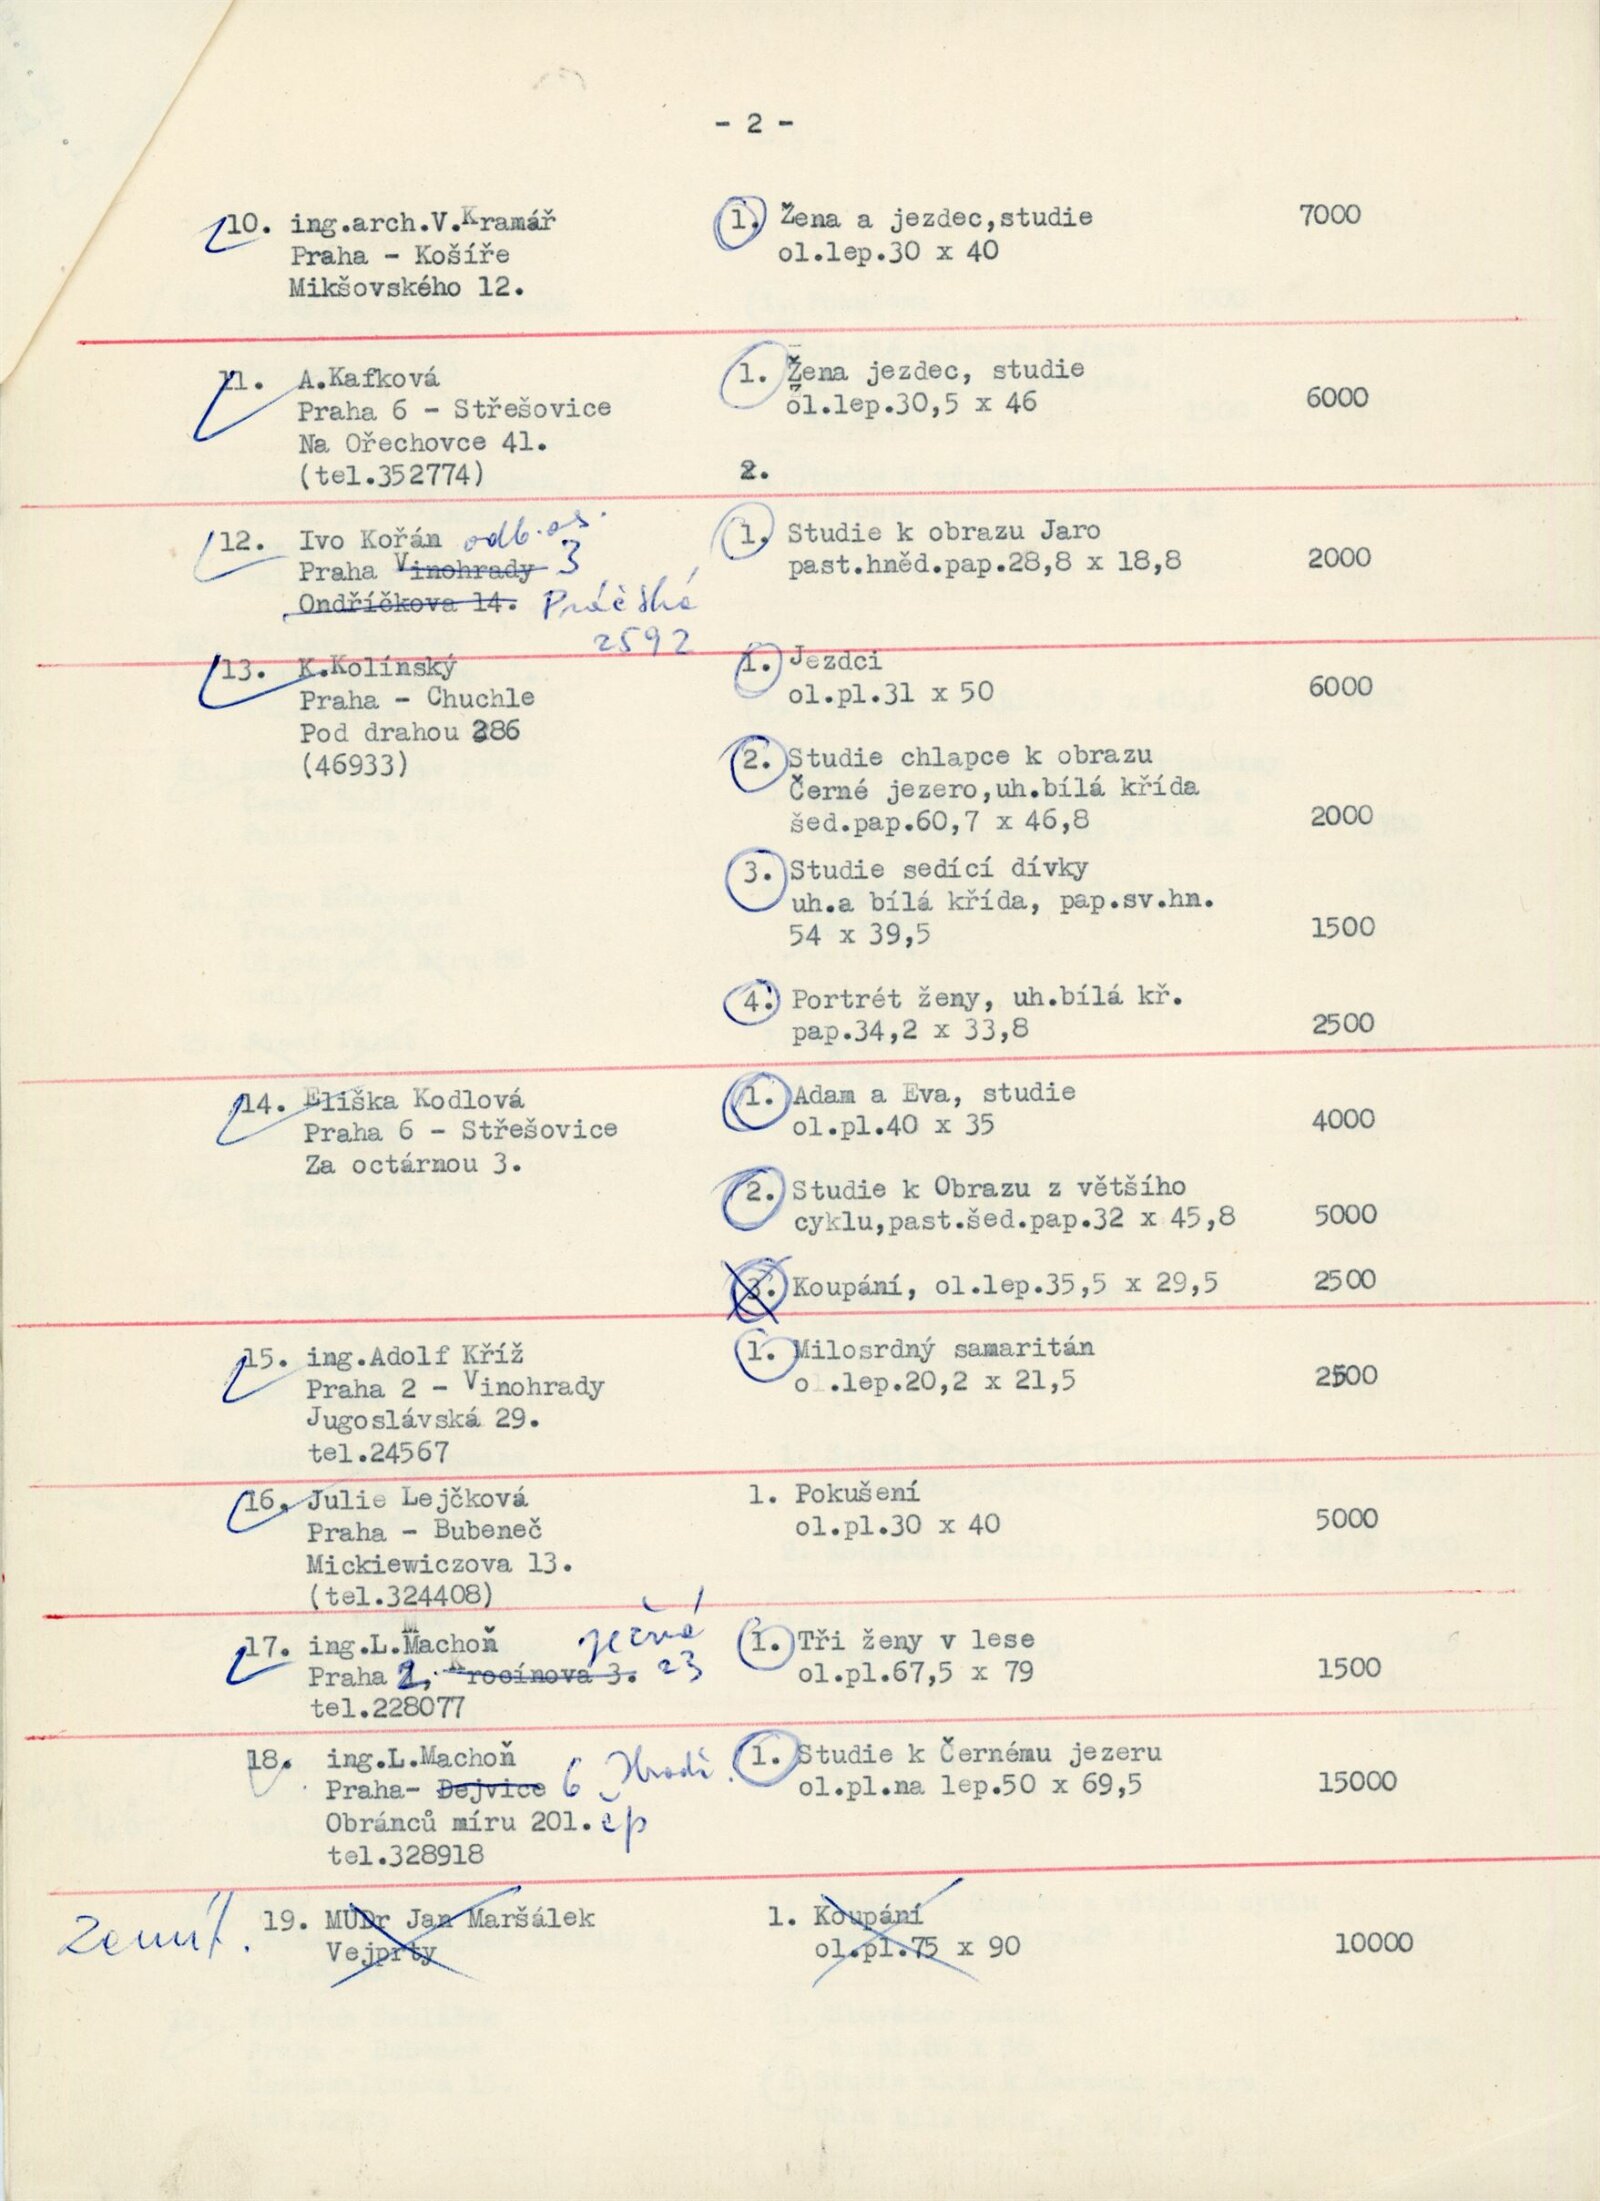 - 2 -
10. ing.arch.V.Kramář
Praha - Košíře
Mikšovského 12.
1. Žena a jezdec,studie
ol.lep.30 x 40
7000
11. A.Kafková
Praha 6 - Střešovice
Na Ořechovce 41.
(tel.352774)
1. Žena jezdec, studie
ol.lep.30,5 x 46
6000
2.
12. Ivo Kořán odb. as.
Praha Vinohrady 3
Ondříčkova 14. Práčská
2592
1. Studie k obrazu Jaro
past.hněd.pap.28,8 x 18,8
2000
13. K.Kolínský
Praha - Chuchle
Pod drahou 286
(46933)
1. Jezdci
ol.pl.31 x 50
6000
2. Studie chlapce k obrazu
Černé jezero,uh.bílá křída
šed.pap.60,7 x 46,8
2000
3. Studie sedící dívky
uh.a bílá křída, pap.sv.hn.
54 x 39,5
1500
4. Portrét ženy, uh.bílá kř.
pap.34,2 x 33,8
2500
14. Eliška Kodlová
Praha 6 - Střešovice
Za octárnou 3.
1. Adam a Eva, studie
ol.pl.40 x 35
4000
2. Studie k Obrazu z většího
cyklu,past.šed.pap.32 x 45,8
5000
3. Koupání, ol.lep.35,5 x 29,5
2500
15. ing.Adolf Kříž
Praha 2 - Vinohrady
Jugoslávská 29.
tel.24567
1. Milosrdný samaritán
ol.lep.20,2 x 21,5
2500
16. Julie Lejčková
Praha - Bubeneč
Mickiewiczova 13.
(tel.324408)
1. Pokušení
ol.pl.30 x 40
5000
17. ing.L.Machoň Ječná
Praha 2, Krocínova 3. 23
tel.228077
1. Tři ženy v lese
ol.pl.67,5 x 79
1500
18. ing.L.Machoň
Praha- Dejvice 6
Obránců míru 201. čp
tel.328918
1. Studie k Černému jezeru
ol.pl.na lep.50 x 69,5
15000
zemř.
19. MUDr Jan Maršálek
Vejprty
1. Koupání
ol.pl.75 x 90
10000